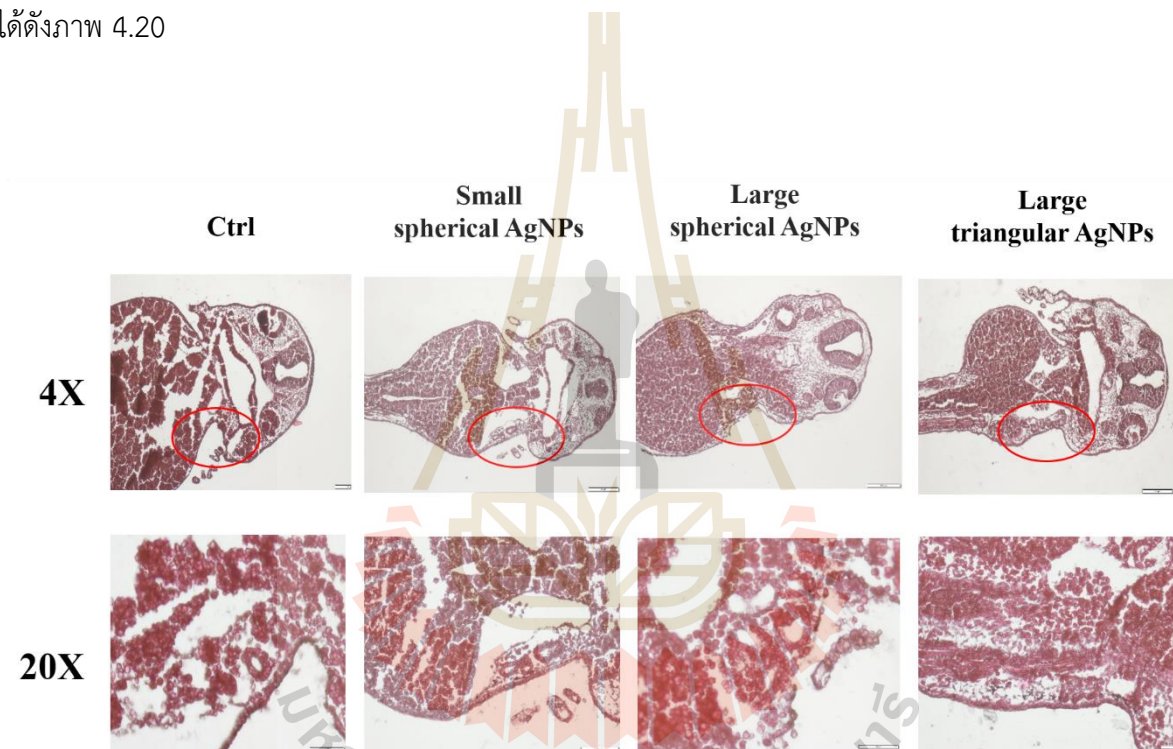 ได้ดังภาพ 4.20
Ctrl
Small
spherical AgNPs
Large
spherical AgNPs
Large
triangular AgNPs
4X
20X